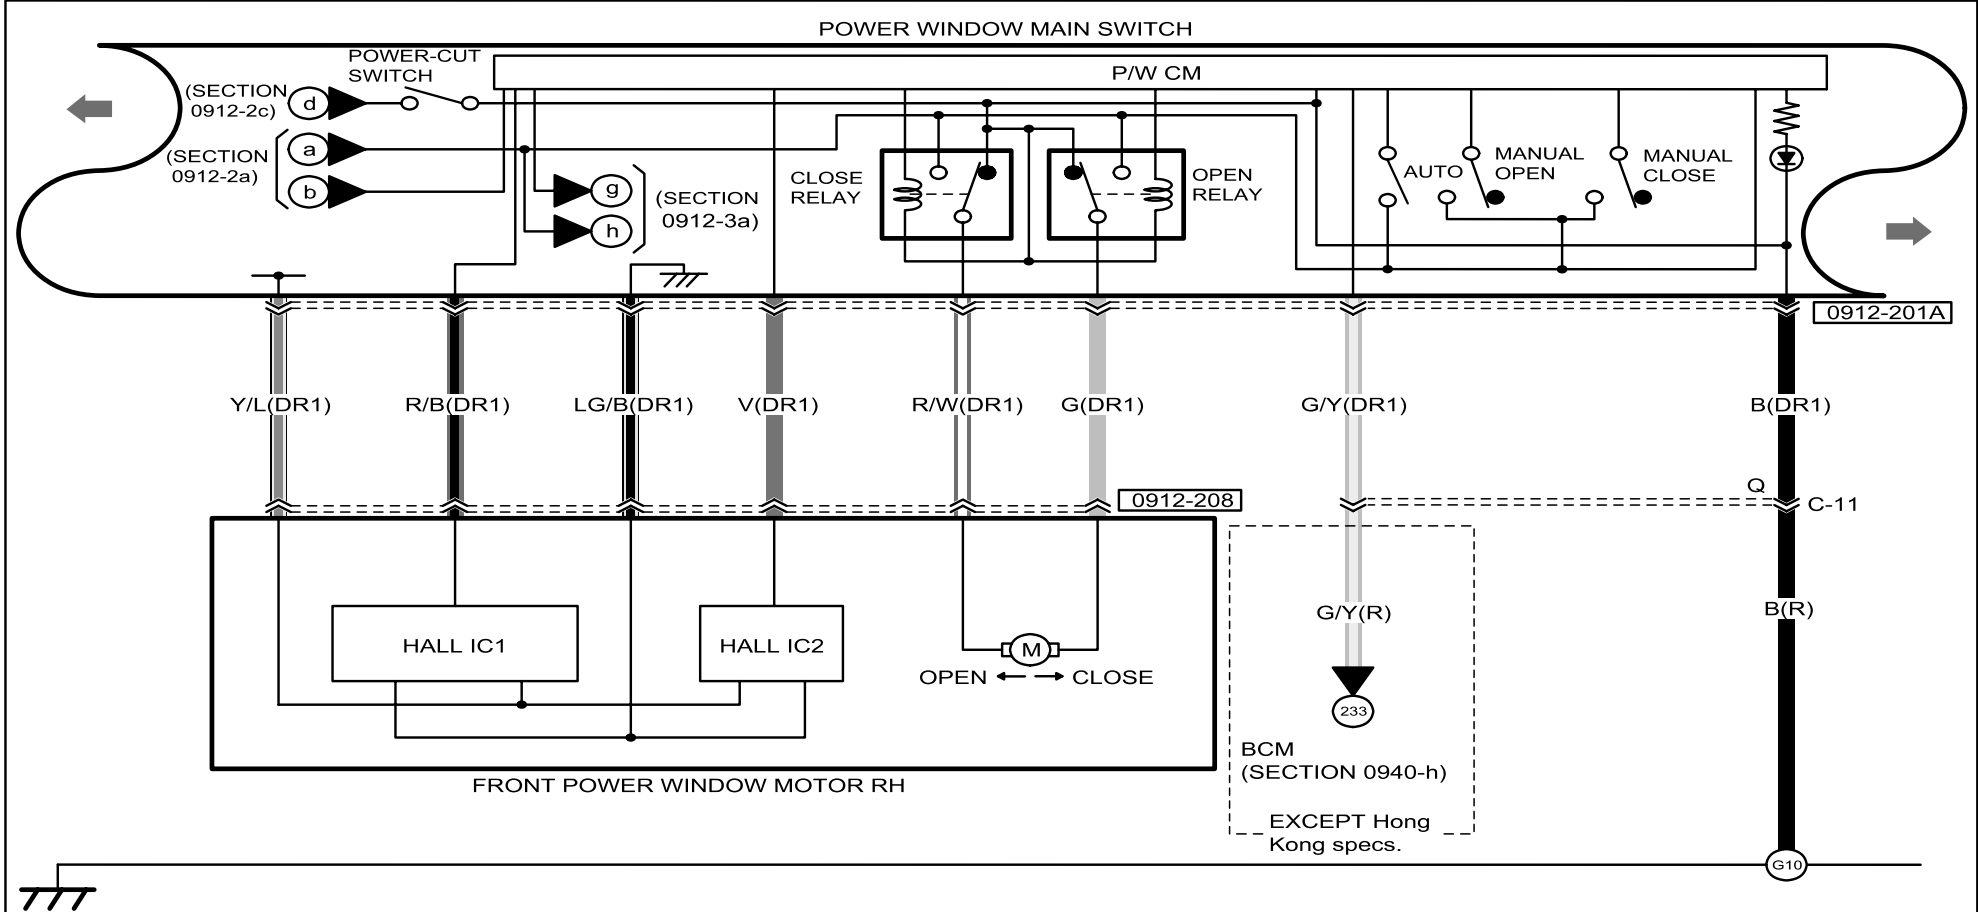 POWER WINDOW MAIN SWITCH
POWER-CUT
SWITCH
P/W CM
(SECTION
0912-2c)
d
a
(SECTION
0912-2a)
b
g
h
(SECTION
0912-3a)
CLOSE
RELAY
OPEN
RELAY
AUTO
MANUAL
OPEN
MANUAL
CLOSE
0912-201A
Y/L(DR1)
R/B(DR1)
LG/B(DR1)
V(DR1)
R/W(DR1)
G(DR1)
G/Y(DR1)
B(DR1)
0912-208
Q
C-11
HALL IC1
HALL IC2
M
OPEN
CLOSE
G/Y(R)
B(R)
233
BCM
(SECTION 0940-h)
FRONT POWER WINDOW MOTOR RH
EXCEPT Hong
Kong specs.
G10